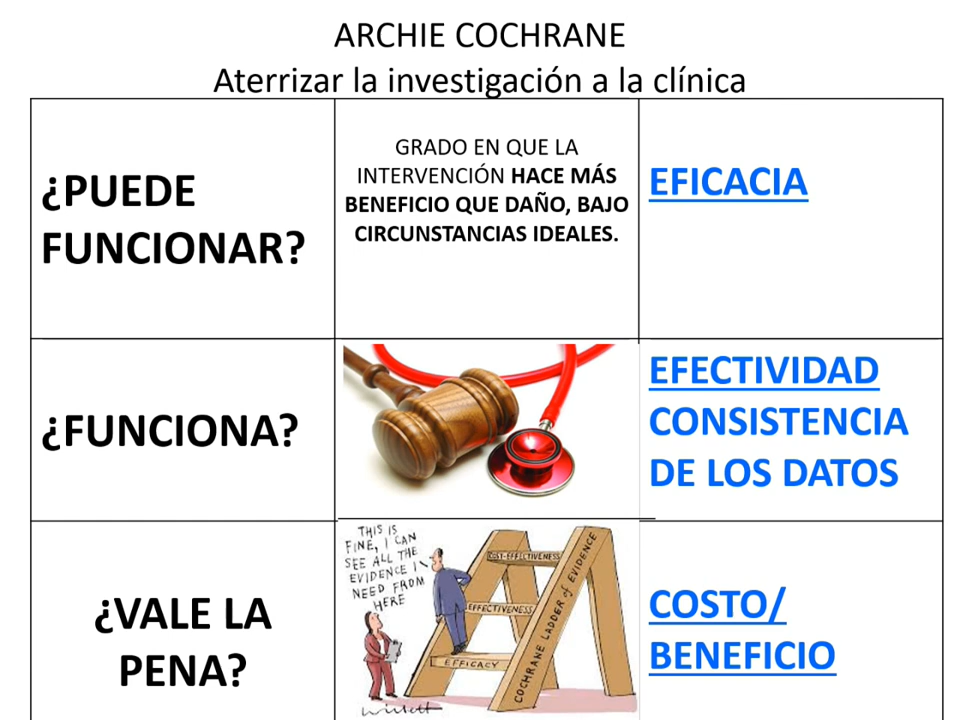 ARCHIE COCHRANE
Aterrizar la investigación a la clínica
¿PUEDE
FUNCIONAR?
GRADO EN QUE LA
INTERVENCIÓN HACE MÁS
BENEFICIO QUE DAÑO, BAJO
CIRCUNSTANCIAS IDEALES.
EFICACIA
¿FUNCIONA?
EFECTIVIDAD
CONSISTENCIA
DE LOS DATOS
¿VALE LA
PENA?
THIS IS
FINE, I CAN
SEE ALL THE
EVIDENCE I
NEED FROM
HERE
COST-EFFECTIVENESS
EFFECTIVENESS
EFFICACY
COCHRANE LADDER of EVIDENCE
COSTO/
BENEFICIO